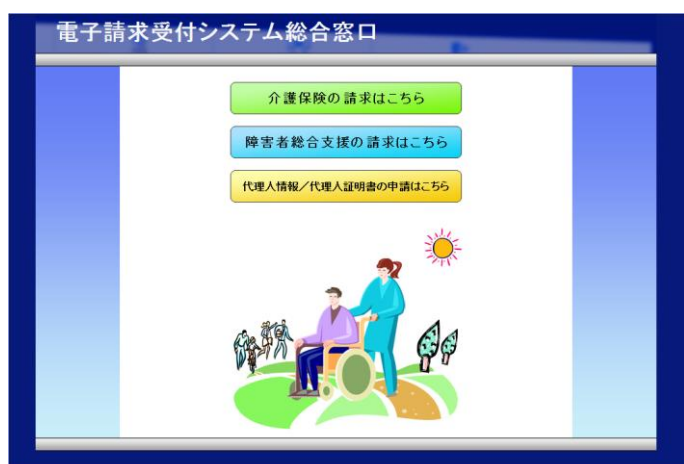 電子請求受付システム総合窓口
介護保険の請求はこちら
障害者総合支援の請求はこちら
代理人情報／代理人証明書の申請はこちら